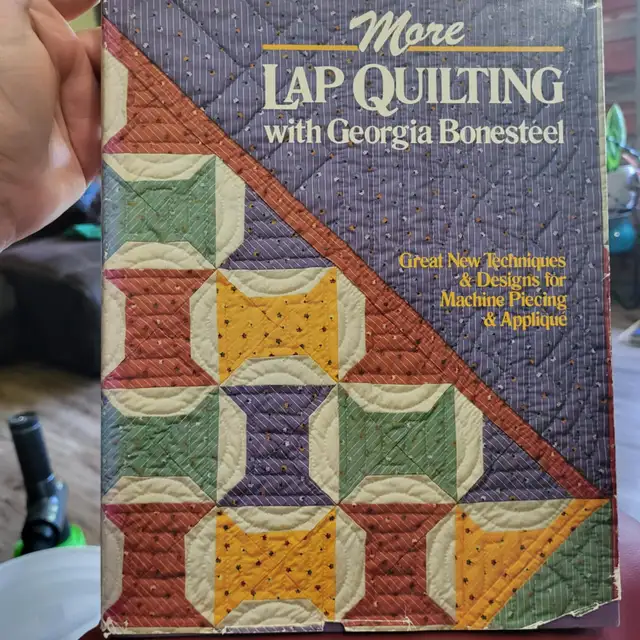 More
LAP QUILTING
with Georgia Bonesteel
Great New Techniques
& Designs for
Machine Piecing
& Appliqué